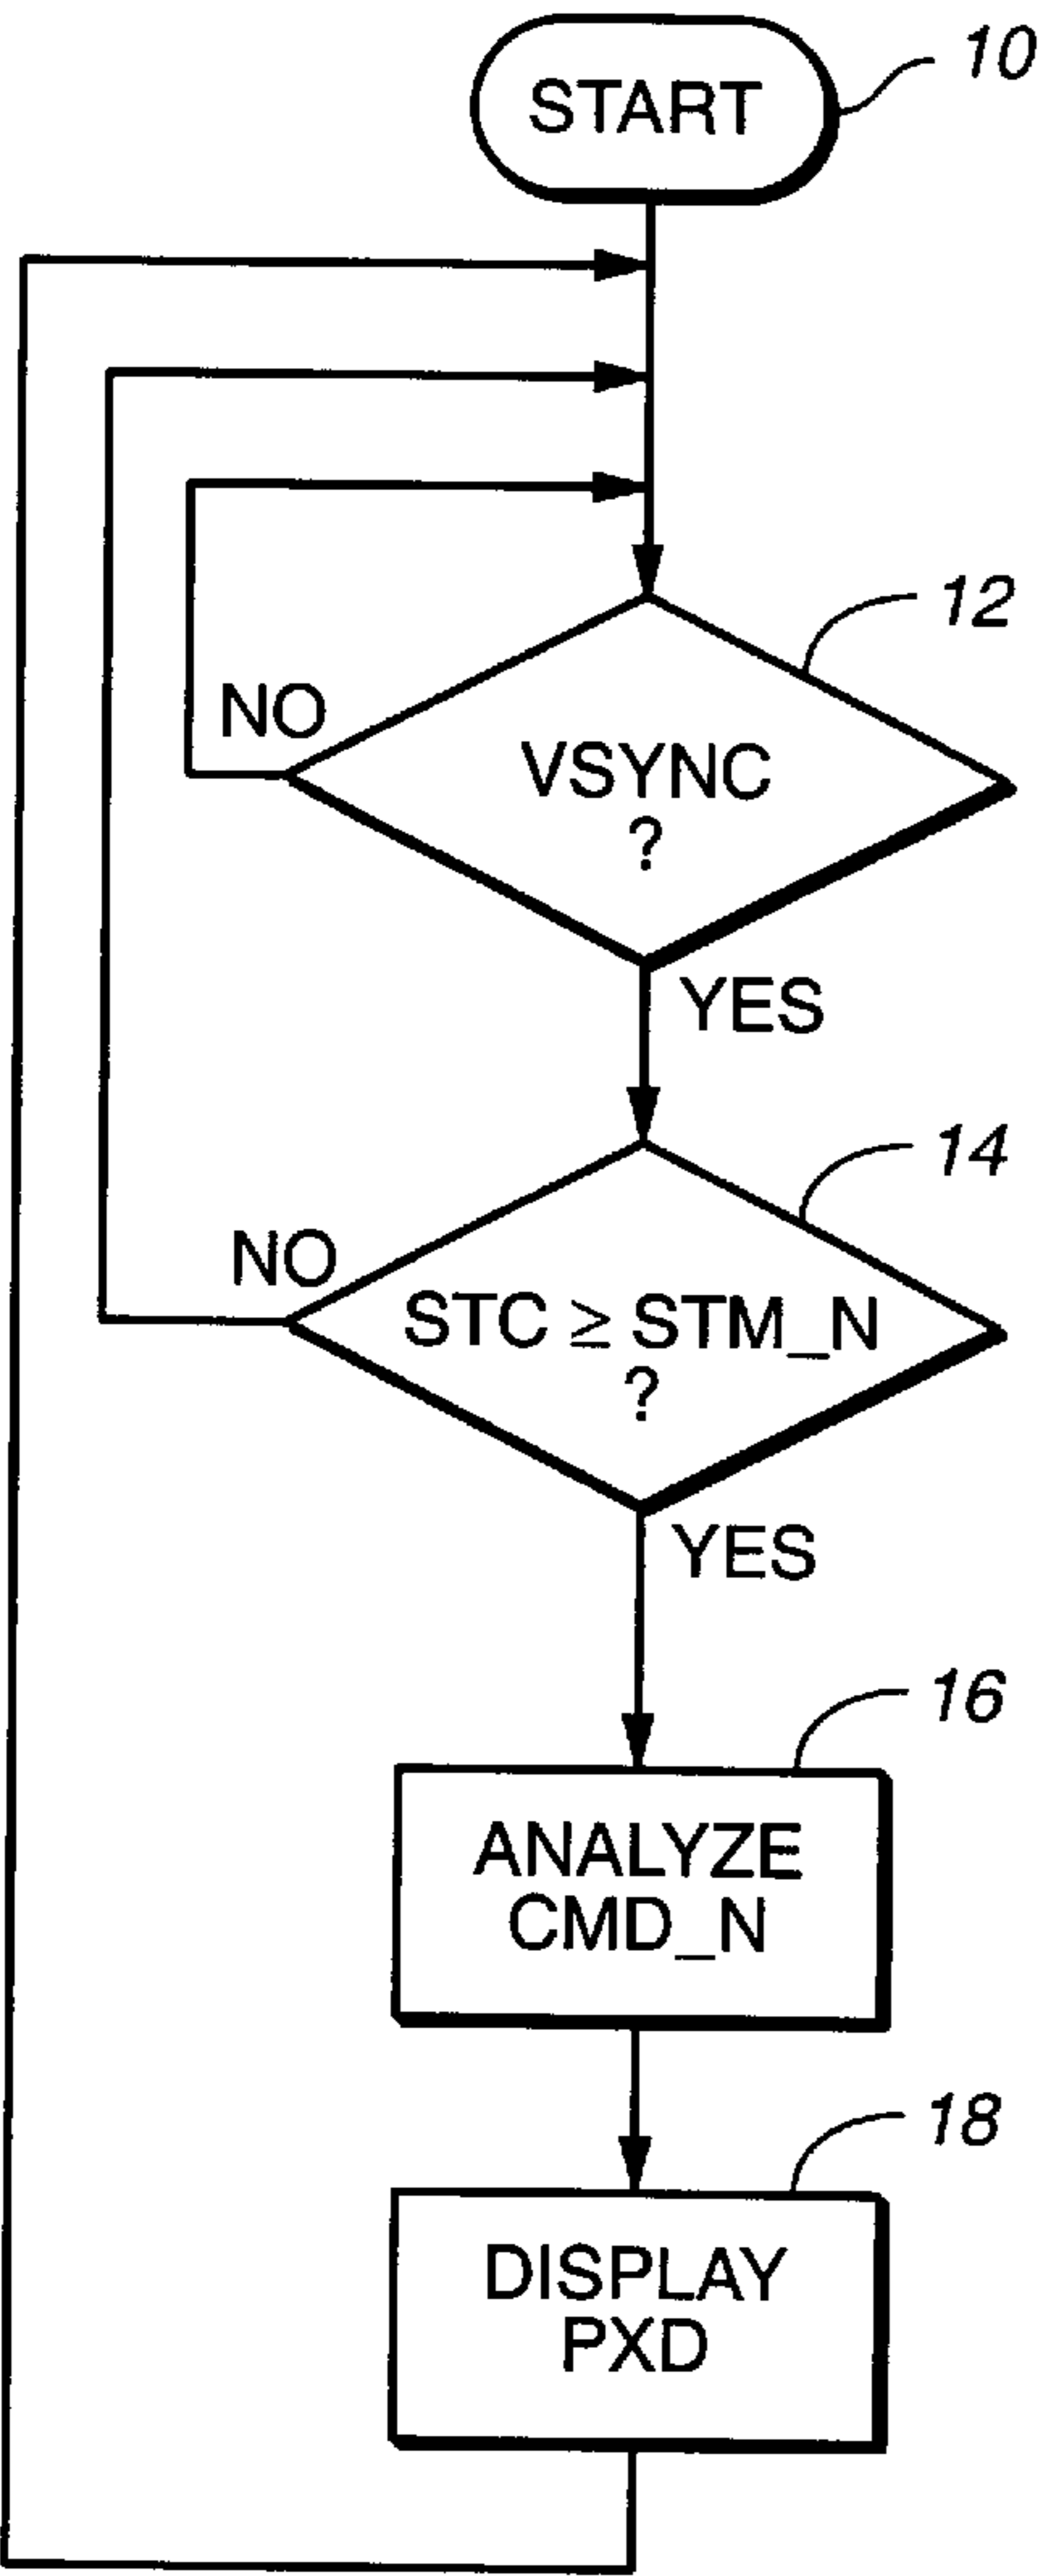 START
10
12
NO
VSYNC
?
YES
14
NO
STC ≥ STM_N
?
YES
16
ANALYZE
CMD_N
18
DISPLAY
PXD